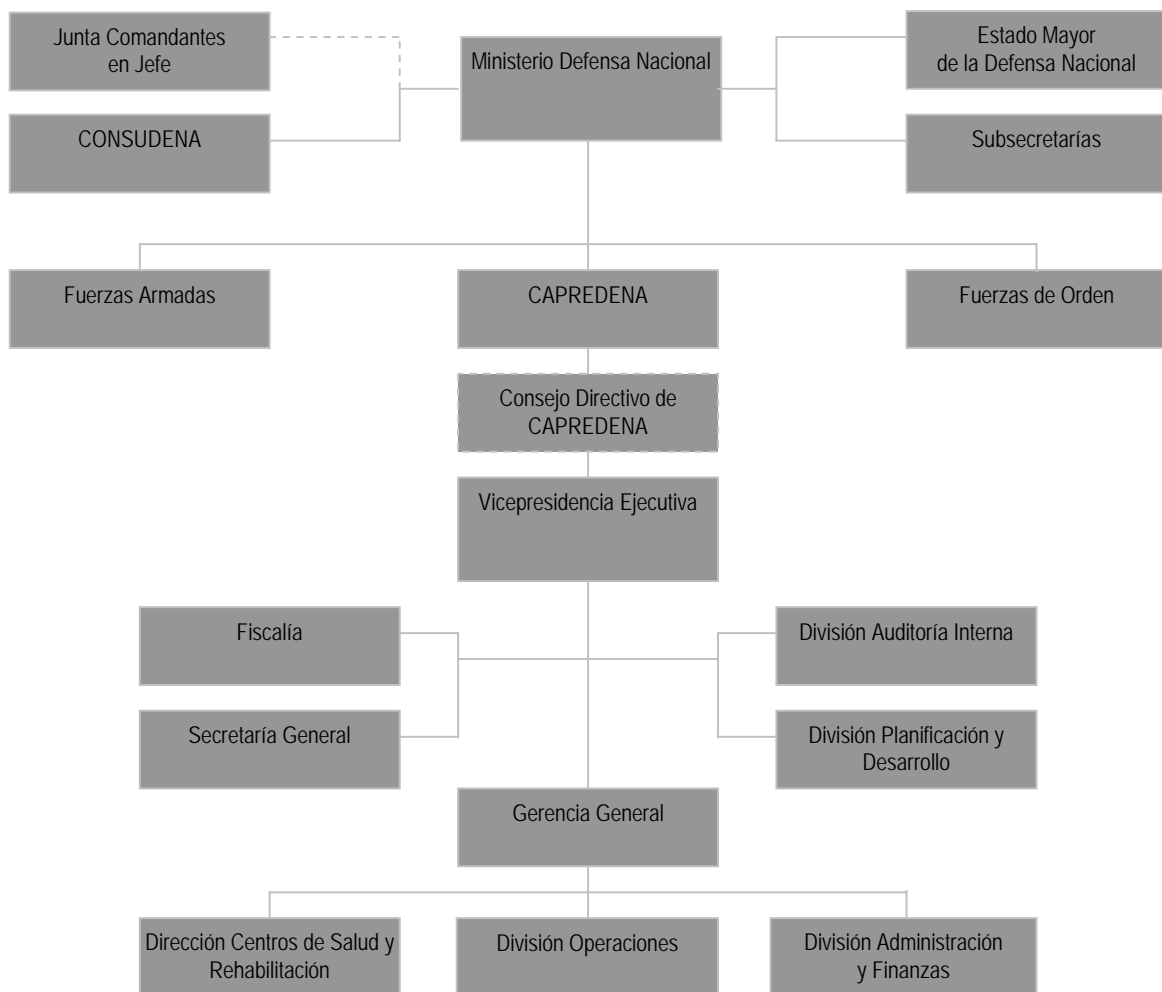 Junta Comandantes
en Jefe
Ministerio Defensa Nacional
Estado Mayor
de la Defensa Nacional
CONSUDENA
Subsecretarías
Fuerzas Armadas
CAPREDENA
Fuerzas de Orden
Consejo Directivo de
CAPREDENA
Vicepresidencia Ejecutiva
Fiscalía
División Auditoría Interna
Secretaría General
División Planificación y
Desarrollo
Gerencia General
Dirección Centros de Salud y
Rehabilitación
División Operaciones
División Administración
y Finanzas